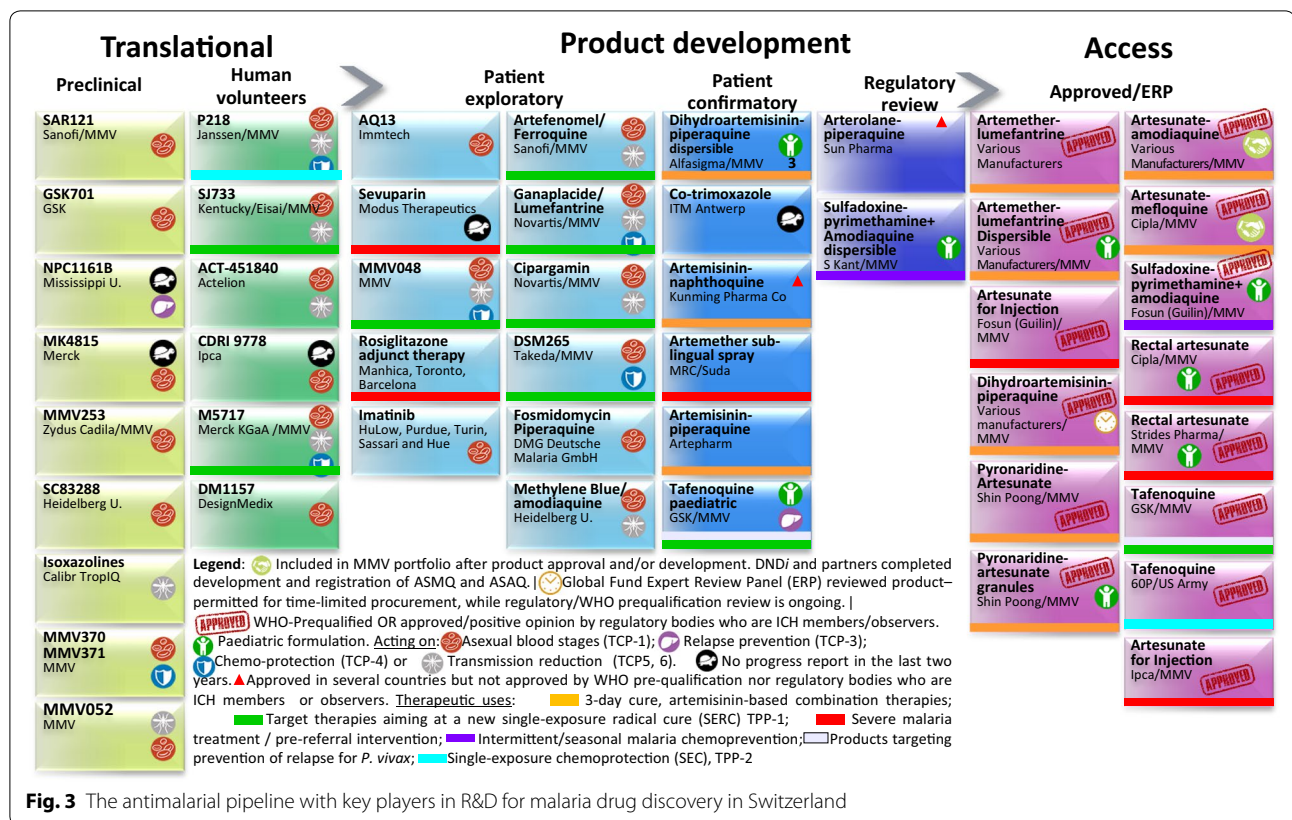 Translational
Product development
Access
Preclinical
Human
volunteers
Patient
exploratory
Patient
confirmatory
Regulatory
review
Approved/ERP
SAR121
Sanofi/MMV
GSK701
GSK
NPC1161B
Mississippi U.
MK4815
Merck
MMV253
Zydus Cadila/MMV
SC83288
Heidelberg U.
Isoxazolines
Calibr TropIQ
MMV370
MMV371
MMV
MMV052
MMV
P218
Janssen/MMV
SJ733
Kentucky/Eisai/MMV
ACT-451840
Actelion
CDRI 9778
Ipca
M5717
Merck KGaA /MMV
DM1157
DesignMedix
AQ13
Immtech
Sevuparin
Modus Therapeutics
MMV048
MMV
Rosiglitazone
adjunct therapy
Manhica, Toronto,
Barcelona
Imatinib
HuLow, Purdue, Turin,
Sassari and Hue
Artefenomel/
Ferroquine
Sanofi/MMV
Ganaplacide/
Lumefantrine
Novartis/MMV
Cipargamin
Novartis/MMV
DSM265
Takeda/MMV
Fosmidomycin
Piperaquine
DMG Deutsche
Malaria GmbH
Methylene Blue/
amodiaquine
Heidelberg U.
Dihydroartemisinin-
piperaquine
dispersible
Alfasigma/MMV 3
Co-trimoxazole
ITM Antwerp
Artemisinin-
naphthoquine
Kunming Pharma Co
Artemether sub-
lingual spray
MRC/Suda
Artemisinin-
piperaquine
Artepharm
Tafenoquine
paediatric
GSK/MMV
Arterolane-
piperaquine
Sun Pharma
Sulfadoxine-
pyrimethamine+
Amodiaquine
dispersible
S Kant/MMV
Artemether-
lumefantrine
Various
Manufacturers
APPROVED
Artemether-
lumefantrine
Dispersible
Various
Manufacturers/MMV
APPROVED
Artesunate
for Injection
Fosun (Guilin)/
MMV
APPROVED
Dihydroartemisinin-
piperaquine
Various
manufacturers/
MMV
APPROVED
Pyronaridine-
Artesunate
Shin Poong/MMV
APPROVED
Pyronaridine-
artesunate
granules
Shin Poong/MMV
APPROVED
Artesunate-
amodiaquine
Various
Manufacturers/MMV
APPROVED
Artesunate-
mefloquine
Cipla/MMV
APPROVED
Sulfadoxine-
pyrimethamine+
amodiaquine
Fosun (Guilin)/MMV
APPROVED
Rectal artesunate
Cipla/MMV
APPROVED
Rectal artesunate
Strides Pharma/
MMV
APPROVED
Tafenoquine
GSK/MMV
APPROVED
Tafenoquine
60P/US Army
APPROVED
Artesunate
for Injection
Ipca/MMV
APPROVED
Legend: Included in MMV portfolio after product approval and/or development. DNDi and partners completed
development and registration of ASMQ and ASAQ.| Global Fund Expert Review Panel (ERP) reviewed product–
permitted for time-limited procurement, while regulatory/WHO prequalification review is ongoing. |
APPROVED WHO-Prequalified OR approved/positive opinion by regulatory bodies who are ICH members/observers.
Paediatric formulation. Acting on: Asexual blood stages (TCP-1); Relapse prevention (TCP-3);
Chemo-protection (TCP-4) or Transmission reduction (TCP5, 6). No progress report in the last two
years. Approved in several countries but not approved by WHO pre-qualification nor regulatory bodies who are
ICH members or observers. Therapeutic uses: 3-day cure, artemisinin-based combination therapies;
Target therapies aiming at a new single-exposure radical cure (SERC) TPP-1; Severe malaria
treatment / pre-referral intervention; Intermittent/seasonal malaria chemoprevention; Products targeting
prevention of relapse for P. vivax; Single-exposure chemoprotection (SEC), TPP-2
Fig. 3 The antimalarial pipeline with key players in R&D for malaria drug discovery in Switzerland